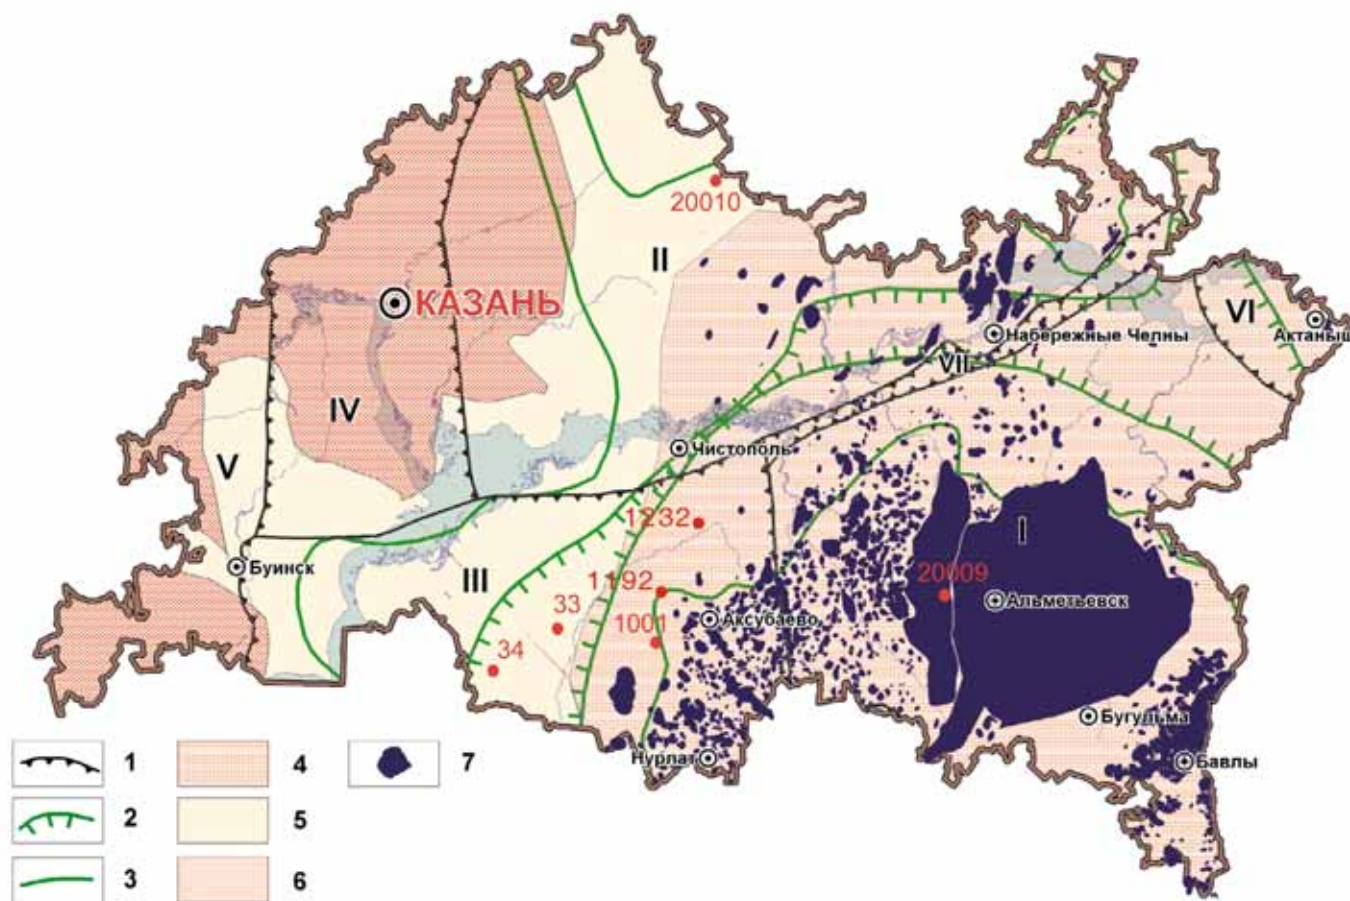 20010
II
КАЗАНЬ
VI
Актаныш
Набережные Челны
VII
IV
V
Чистополь
1232
I
Буинск
III
1192
20009
Альметьевск
33
1001
Аксубаево
34
Бугульма
Нурлат
Бавлы
1
4
7
2
5
3
6